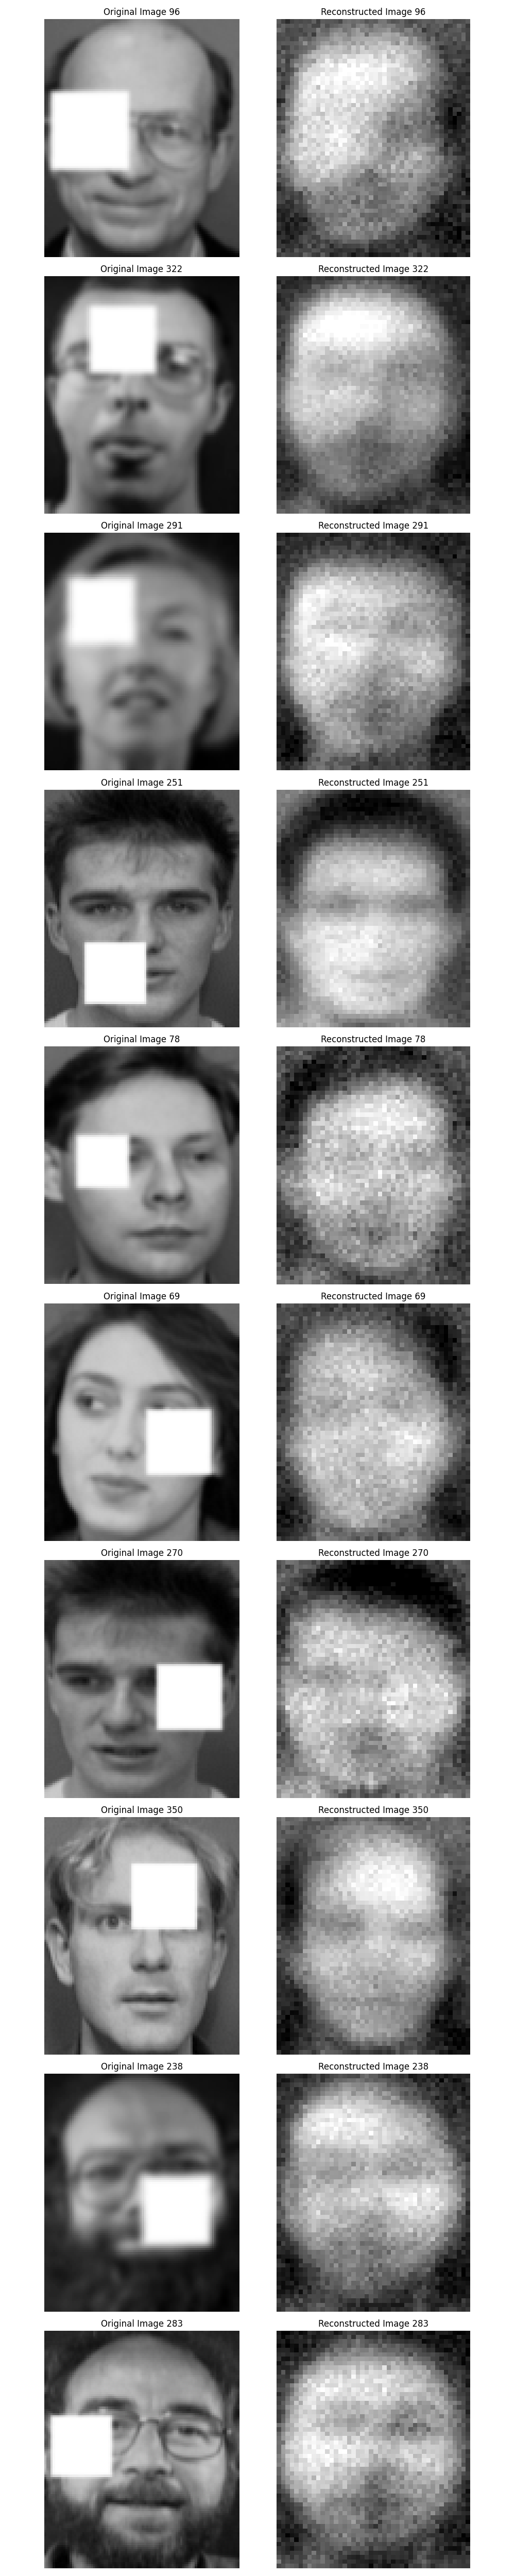 Original Image 96
Reconstructed Image 96
Original Image 322
Reconstructed Image 322
Original Image 291
Reconstructed Image 291
Original Image 251
Reconstructed Image 251
Original Image 78
Reconstructed Image 78
Original Image 69
Reconstructed Image 69
Original Image 270
Reconstructed Image 270
Original Image 350
Reconstructed Image 350
Original Image 238
Reconstructed Image 238
Original Image 283
Reconstructed Image 283